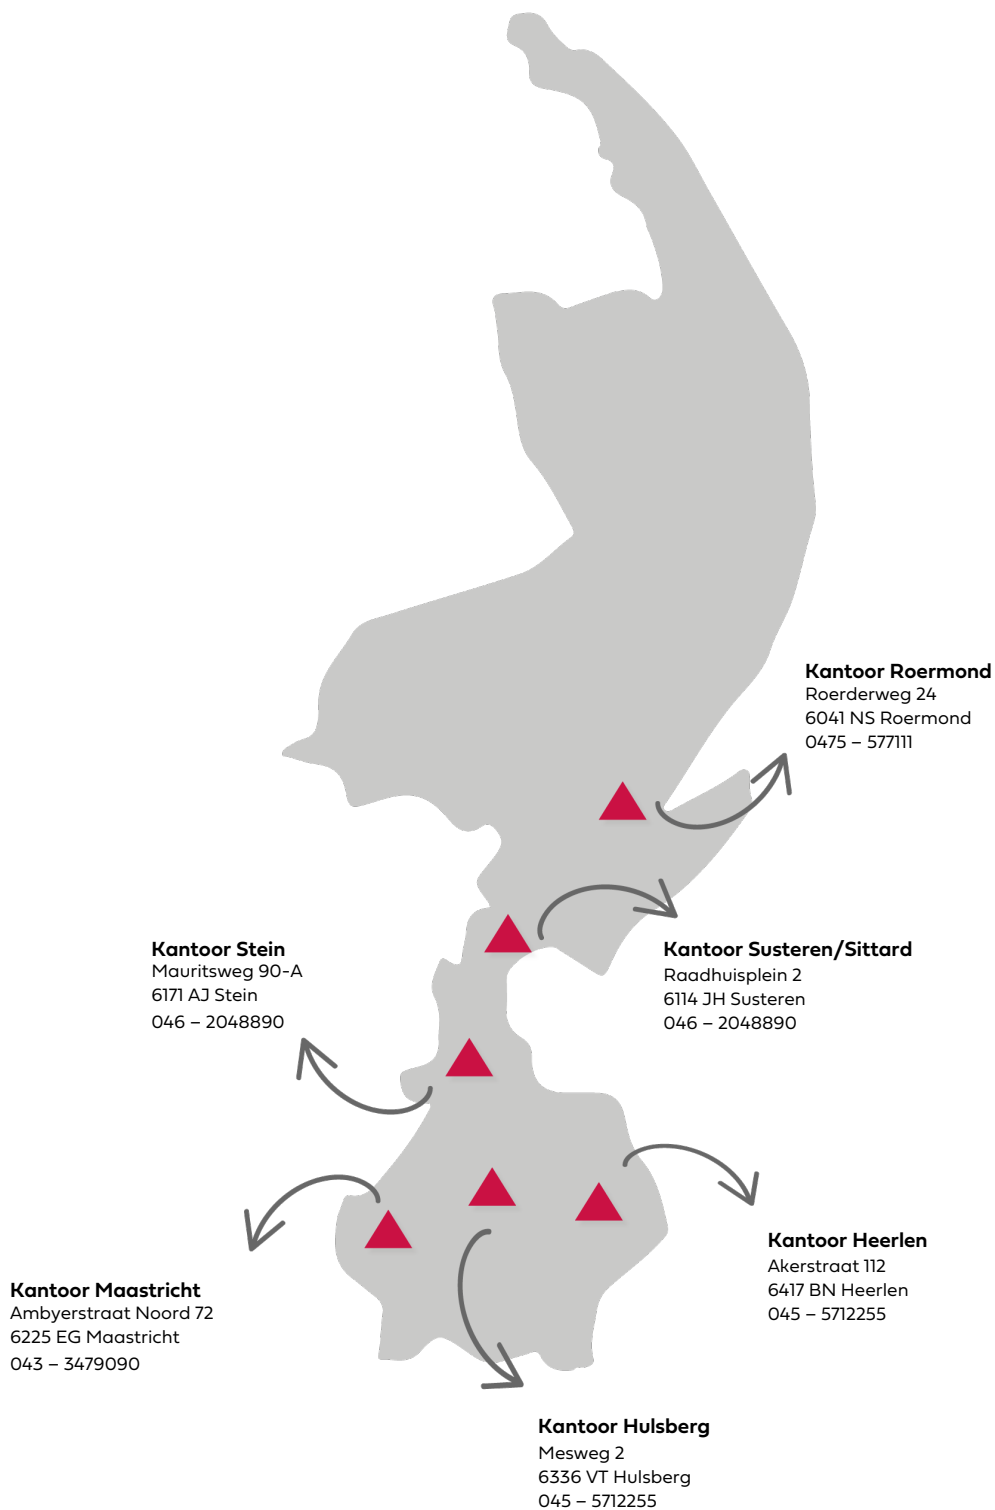 Kantoor Roermond
Roerderweg 24
6041 NS Roermond
0475 – 577111
Kantoor Stein
Mauritsweg 90-A
6171 AJ Stein
046 – 2048890
Kantoor Susteren/Sittard
Raadhuisplein 2
6114 JH Susteren
046 – 2048890
Kantoor Heerlen
Akerstraat 112
6417 BN Heerlen
045 – 5712255
Kantoor Maastricht
Ambyerstraat Noord 72
6225 EG Maastricht
043 – 3479090
Kantoor Hulsberg
Mesweg 2
6336 VT Hulsberg
045 – 5712255